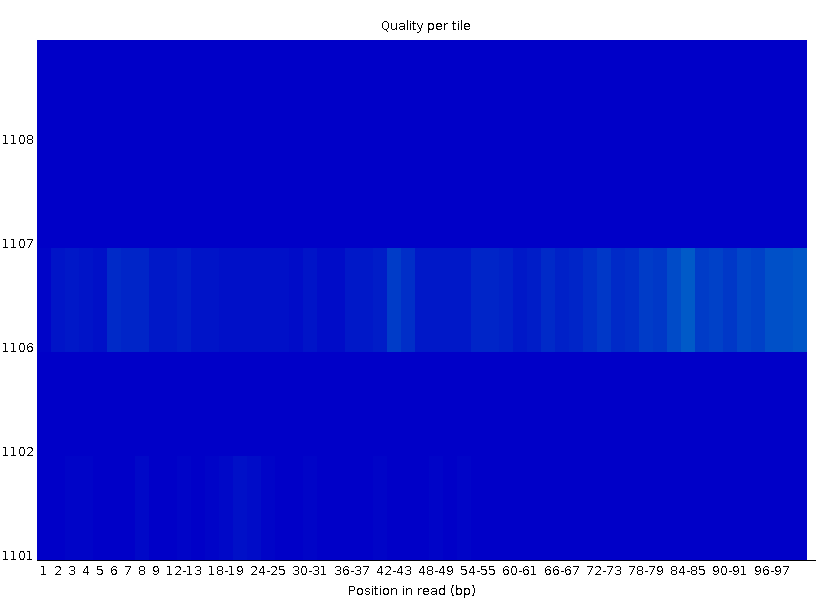 Quality per tile
1108
1107
1106
1102
1101
1 2 3 4 5 6 7 8 9 12-13 18-19 24-25 30-31 36-37 42-43 48-49 54-55 60-61 66-67 72-73 78-79 84-85 90-91 96-97
Position in read (bp)